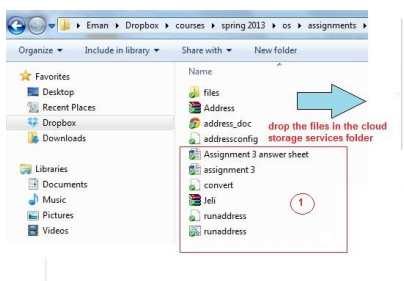 Eman ▸ Dropbox ▸ courses ▸ spring 2013 ▸ os ▸ assignments ▸
Organize Include in library Share with New folder
Favorites
Desktop
Recent Places
Dropbox
Downloads
Libraries
Documents
Music
Pictures
Videos
Name
files
Address
address_doc
addressconfig
Assignment 3 answer sheet
assignment 3
convert
Jeli
runaddress
runaddress
drop the files in the cloud
storage services folder
1